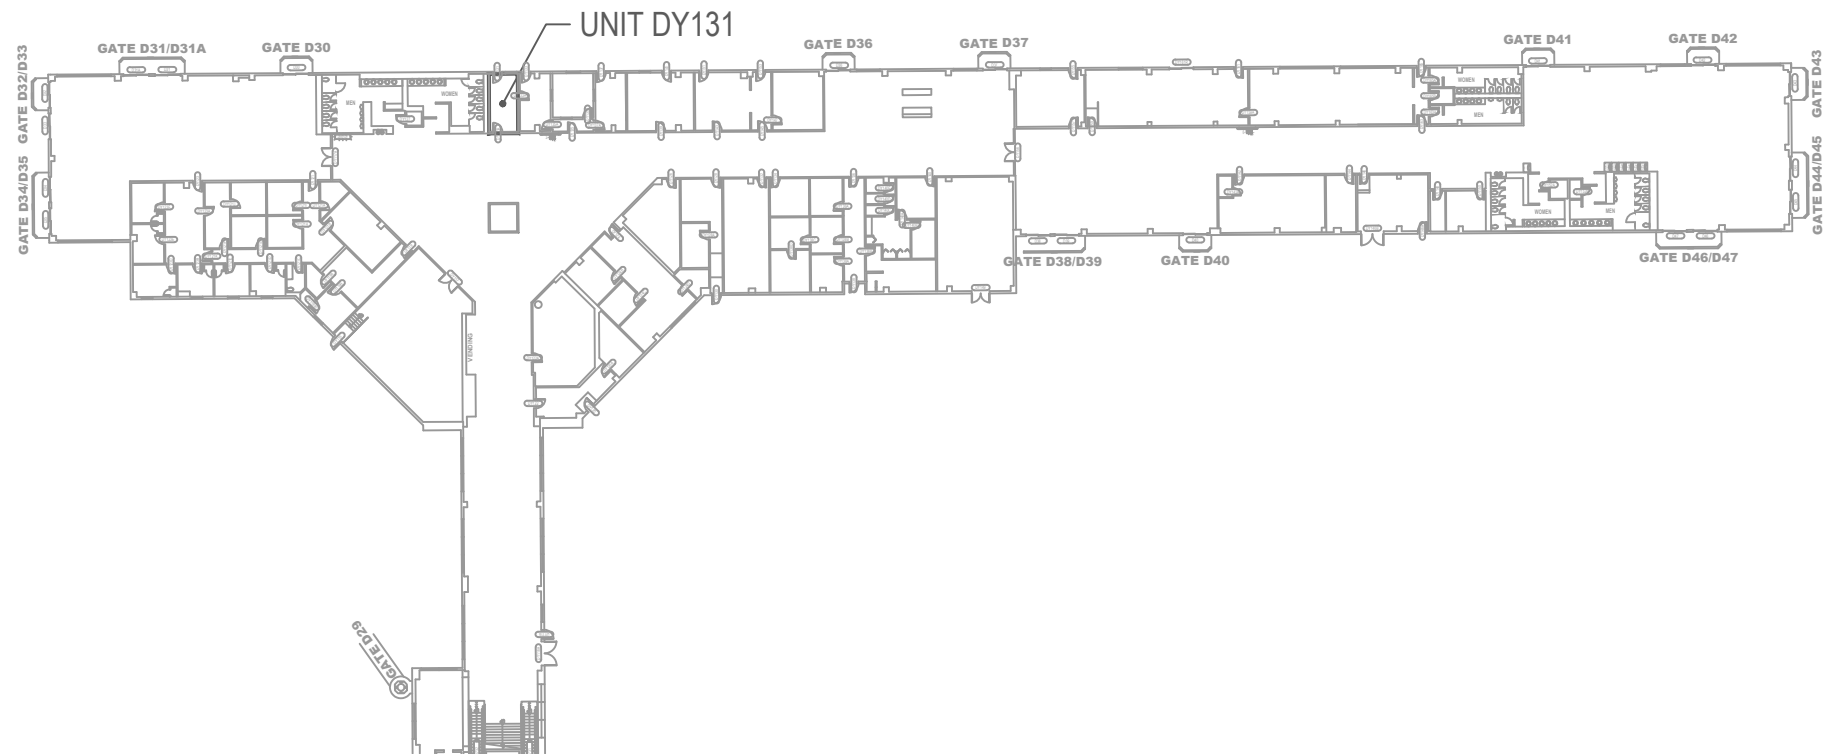 UNIT DY131
GATE D31/D31A
GATE D30
GATE D36
GATE D37
GATE D41
GATE D42
GATE D32/D33
GATE D43
MEN
WOMEN
WOMEN
MEN
GATE D34/D35
GATE D44/D45
WOMEN
MEN
GATE D38/D39
GATE D40
GATE D46/D47
VENDING
GATE D29